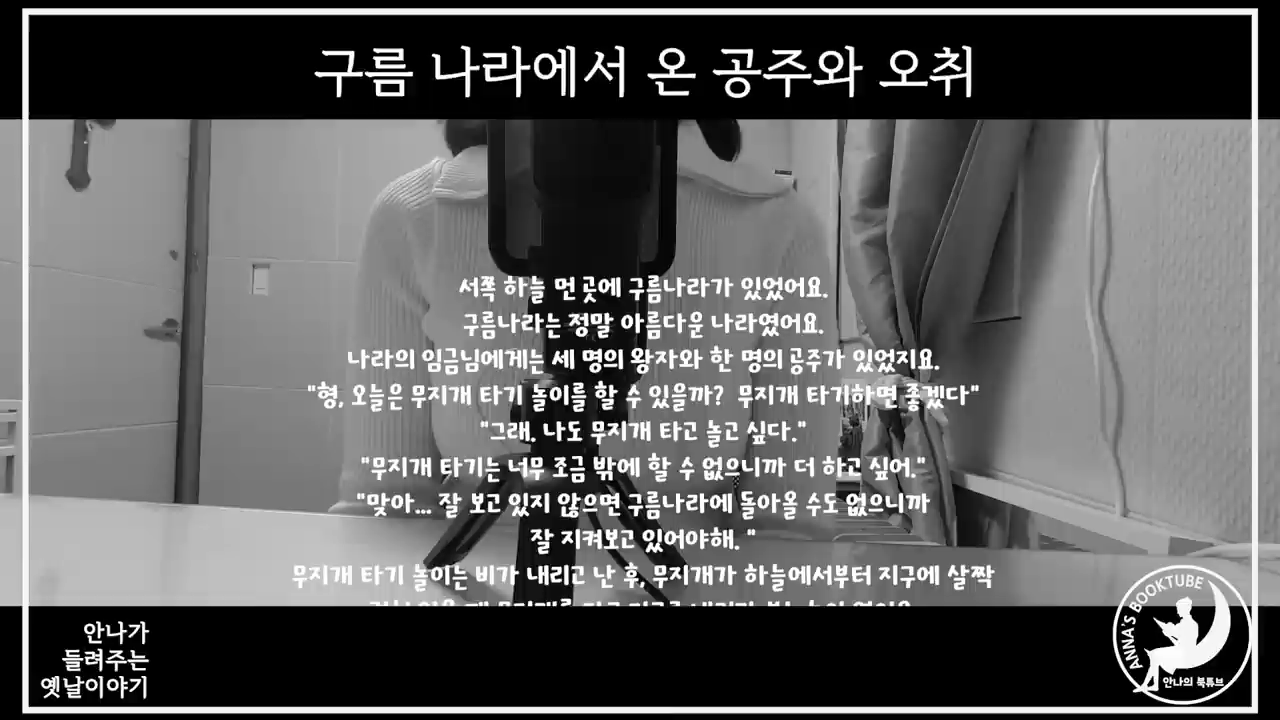 구름 나라에서 온 공주와 오취
서쪽 하늘 먼 곳에 구름나라가 있었어요.
구름나라는 정말 아름다운 나라였어요.
나라의 임금님에게는 세 명의 왕자와 한 명의 공주가 있었지요.
"형, 오늘은 무지개 타기 놀이를 할 수 있을까? 무지개 타기하면 좋겠다"
"그래. 나도 무지개 타고 놀고 싶다."
"무지개 타기는 너무 조금 밖에 할 수 없으니까 더 하고 싶어."
"맞아... 잘 보고 있지 않으면 구름나라에 돌아올 수도 없으니까
잘 지켜보고 있어야해. "
무지개 타기 놀이는 비가 내리고 난 후, 무지개가 하늘에서부터 지구에 살짝
안나가
들려주는
옛날이야기
ANNA'S BOOKTUBE
안나의 북튜브